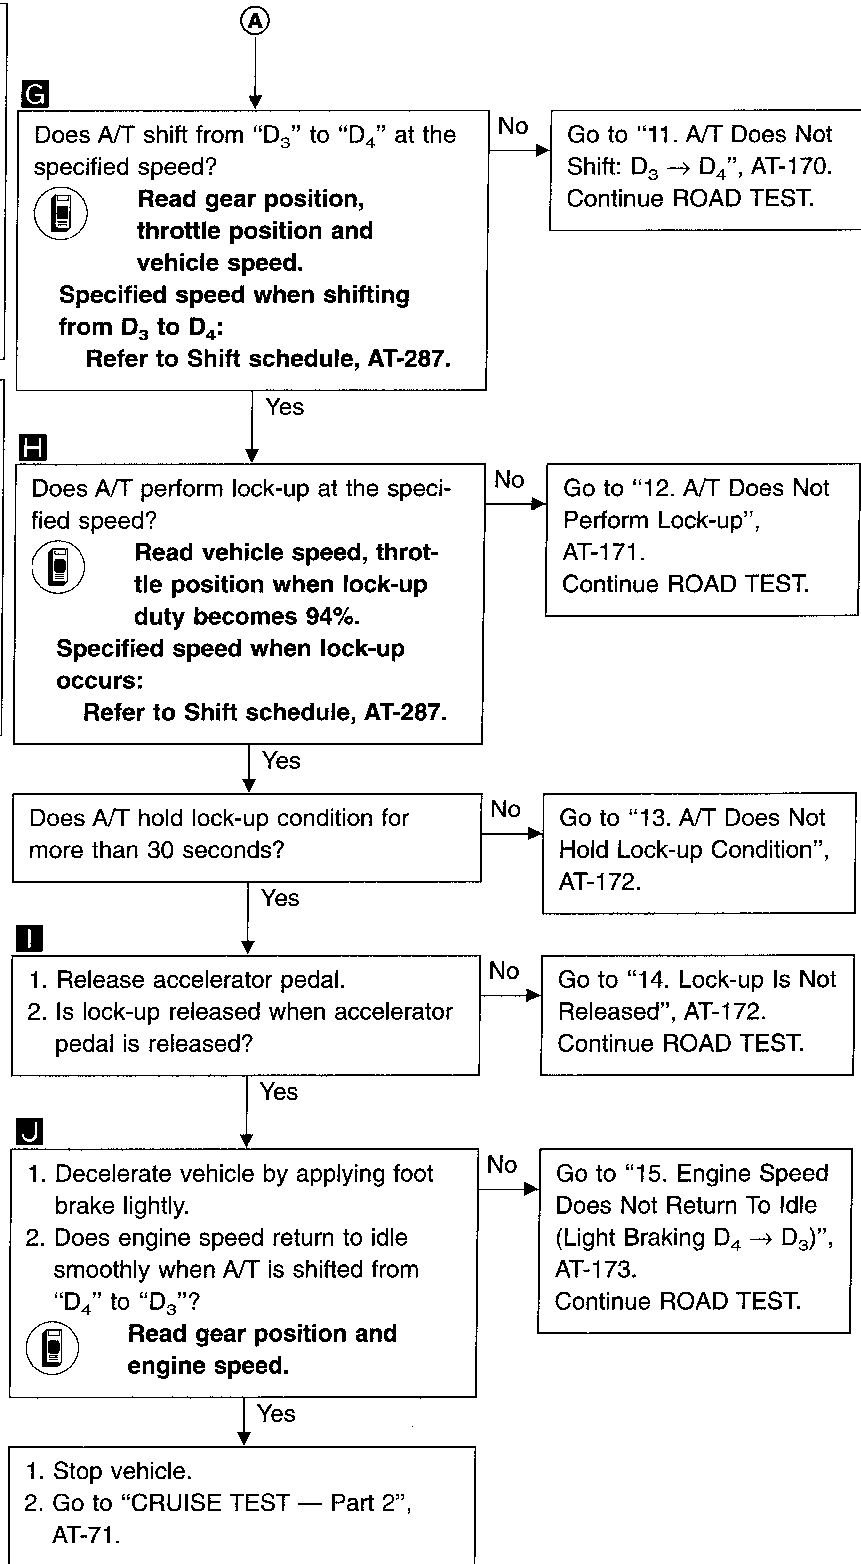 A
G
Does A/T shift from “D3” to “D4” at the
specified speed?
Read gear position,
throttle position and
vehicle speed.
Specified speed when shifting
from D3 to D4:
Refer to Shift schedule, AT-287.
No
Go to “11. A/T Does Not
Shift: D3 → D4”, AT-170.
Continue ROAD TEST.
Yes
H
Does A/T perform lock-up at the speci-
fied speed?
Read vehicle speed, throt-
tle position when lock-up
duty becomes 94%.
Specified speed when lock-up
occurs:
Refer to Shift schedule, AT-287.
No
Go to “12. A/T Does Not
Perform Lock-up”,
AT-171.
Continue ROAD TEST.
Yes
Does A/T hold lock-up condition for
more than 30 seconds?
No
Go to “13. A/T Does Not
Hold Lock-up Condition”,
AT-172.
Yes
I
1. Release accelerator pedal.
2. Is lock-up released when accelerator
pedal is released?
No
Go to “14. Lock-up Is Not
Released”, AT-172.
Continue ROAD TEST.
Yes
J
1. Decelerate vehicle by applying foot
brake lightly.
2. Does engine speed return to idle
smoothly when A/T is shifted from
“D4” to “D3”?
Read gear position and
engine speed.
No
Go to “15. Engine Speed
Does Not Return To Idle
(Light Braking D4 → D3)”,
AT-173.
Continue ROAD TEST.
Yes
1. Stop vehicle.
2. Go to “CRUISE TEST — Part 2”,
AT-71.